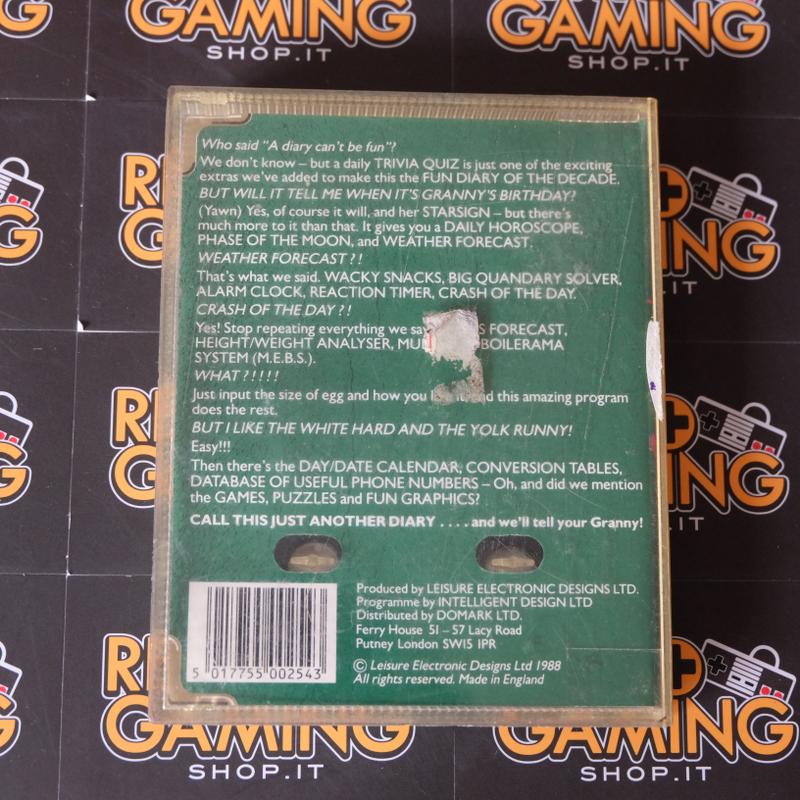 GAMING
SHOP.IT
GAMING
SHOP.IT
Who said "A diary can't be fun"?
We don't know – but a daily TRIVIA QUIZ is just one of the exciting
extras we've added to make this the FUN DIARY OF THE DECADE.
BUT WILL IT TELL ME WHEN IT'S GRANNY'S BIRTHDAY?
(Yawn) Yes, of course it will, and her STARSIGN – but there's
much more to it than that. It gives you a DAILY HOROSCOPE,
PHASE OF THE MOON, and WEATHER FORECAST.
WEATHER FORECAST ? !
That's what we said. WACKY SNACKS, BIG QUANDARY SOLVER,
ALARM CLOCK, REACTION TIMER, CRASH OF THE DAY.
CRASH OF THE DAY ? !
Yes! Stop repeating everything we say FORECAST,
HEIGHT/WEIGHT ANALYSER, BOILERAMA
SYSTEM (M.E.B.S.).
WHAT ? ! ! ! ! !
Just input the size of egg and how you and this amazing program
does the rest.
BUT I LIKE THE WHITE HARD AND THE YOLK RUNNY!
Easy!!!
Then there's the DAY/DATE CALENDAR, CONVERSION TABLES,
DATABASE OF USEFUL PHONE NUMBERS – Oh, and did we mention
the GAMES, PUZZLES and FUN GRAPHICS?
CALL THIS JUST ANOTHER DIARY . . . . and we'll tell your Granny!
5 017755 002543
Produced by LEISURE ELECTRONIC DESIGNS LTD.
Programme by INTELLIGENT DESIGN LTD
Distributed by DOMARK LTD.
Ferry House 51 – 57 Lacy Road
Putney London SW15 1PR
© Leisure Electronic Designs Ltd 1988
All rights reserved. Made in England
GAMING
SHOP.IT
GAMING
SHOP.IT